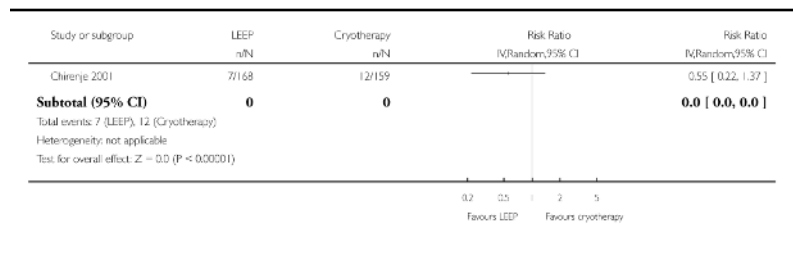 Study or subgroup LEEP Cryotherapy Risk Ratio Risk Ratio
n/N n/N IV,Random,95% CI IV,Random,95% CI
Chirenje 2001 7/168 12/159 0.55 [ 0.22, 1.37 ]
Subtotal (95% CI) 0 0 0.0 [ 0.0, 0.0 ]
Total events: 7 (LEEP), 12 (Cryotherapy)
Heterogeneity: not applicable
Test for overall effect: Z = 0.0 (P < 0.00001)
0.2 0.5 1 2 5
Favours LEEP Favours cryotherapy